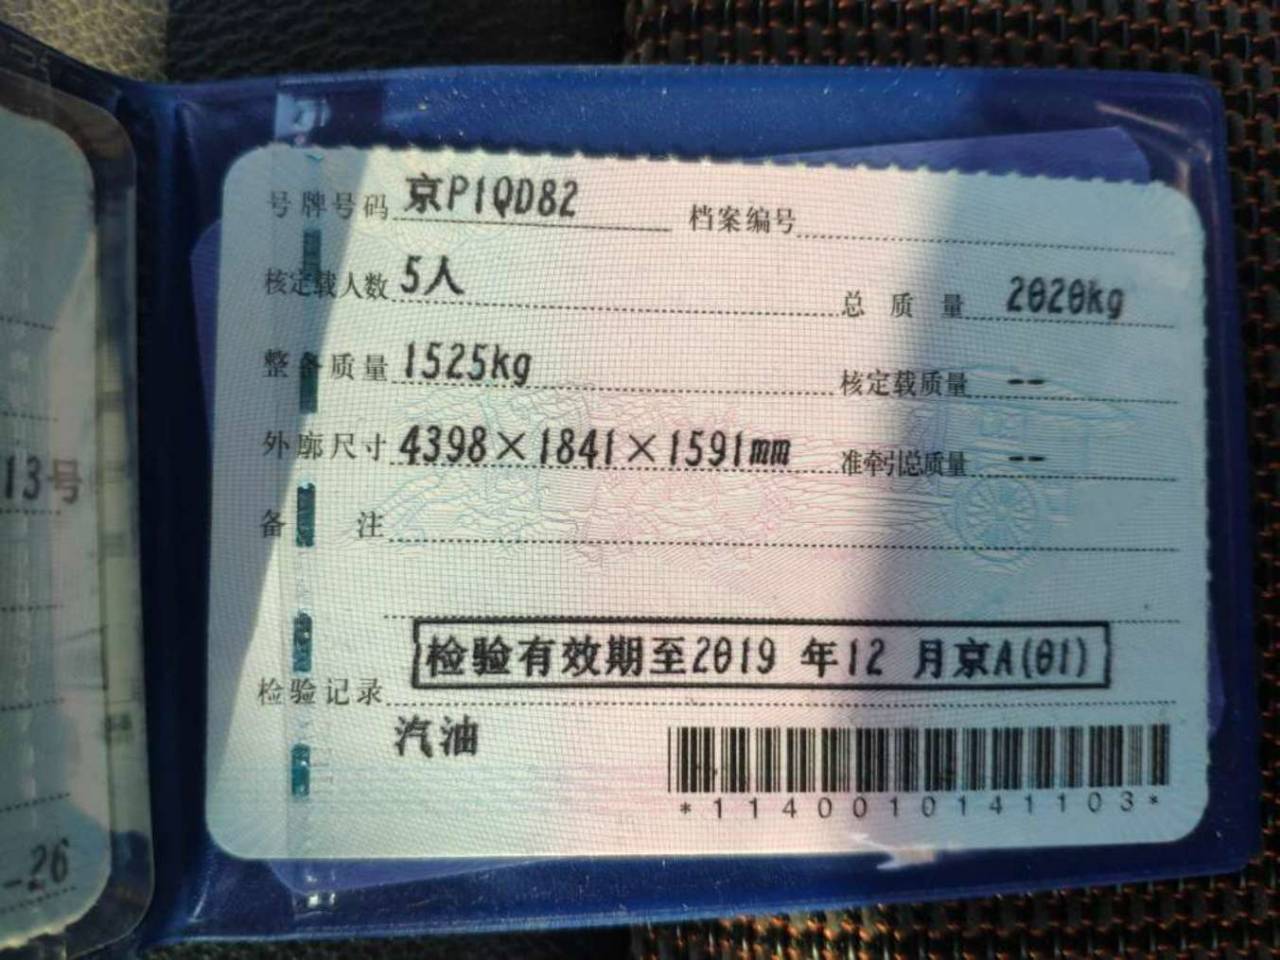 号牌号码 京P1QD82 档案编号
核定载人数 5人 总质量 2020kg
整备质量 1525kg 核定载质量 --
外廓尺寸 4398×1841×1591mm 准牵引总质量 --
备注
检验有效期至2019 年12 月京A(01)
检验记录
汽油
*1140010141103*
13号
-26